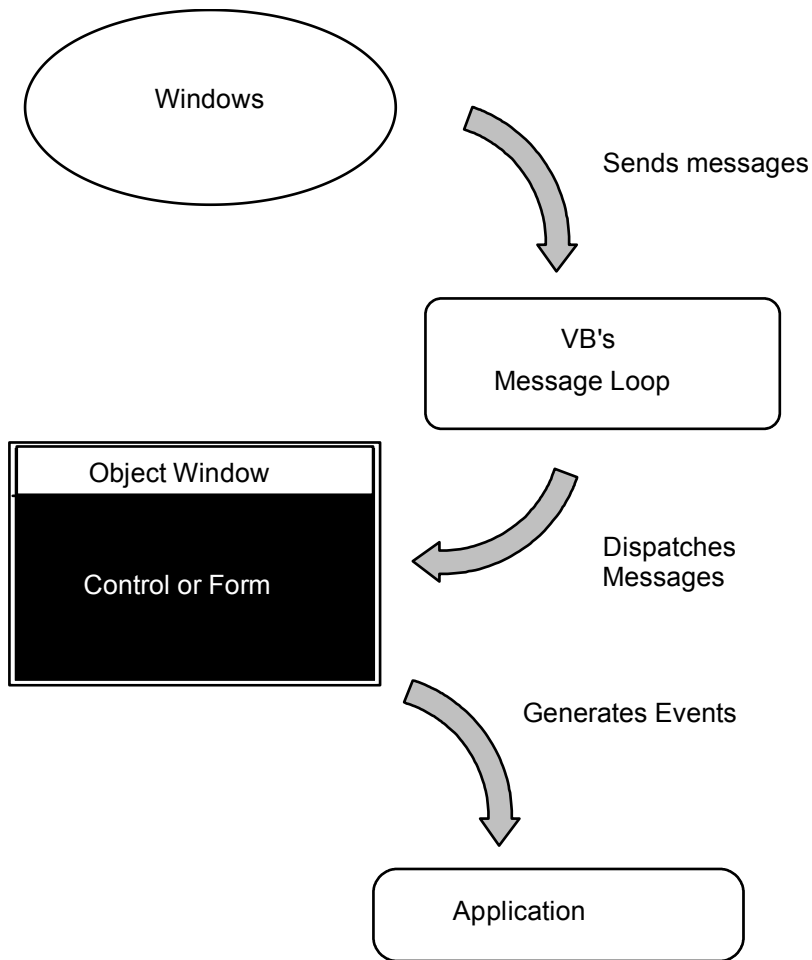 Windows
Sends messages
VB's
Message Loop
Object Window
Control or Form
Dispatches
Messages
Generates Events
Application